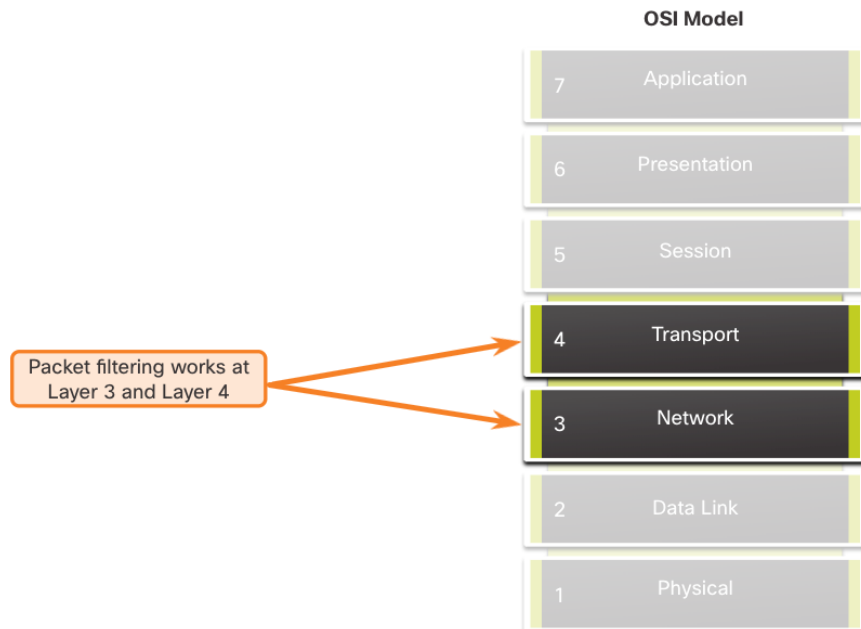 OSI Model
7 Application
6 Presentation
5 Session
4 Transport
Packet filtering works at
Layer 3 and Layer 4
3 Network
2 Data Link
1 Physical